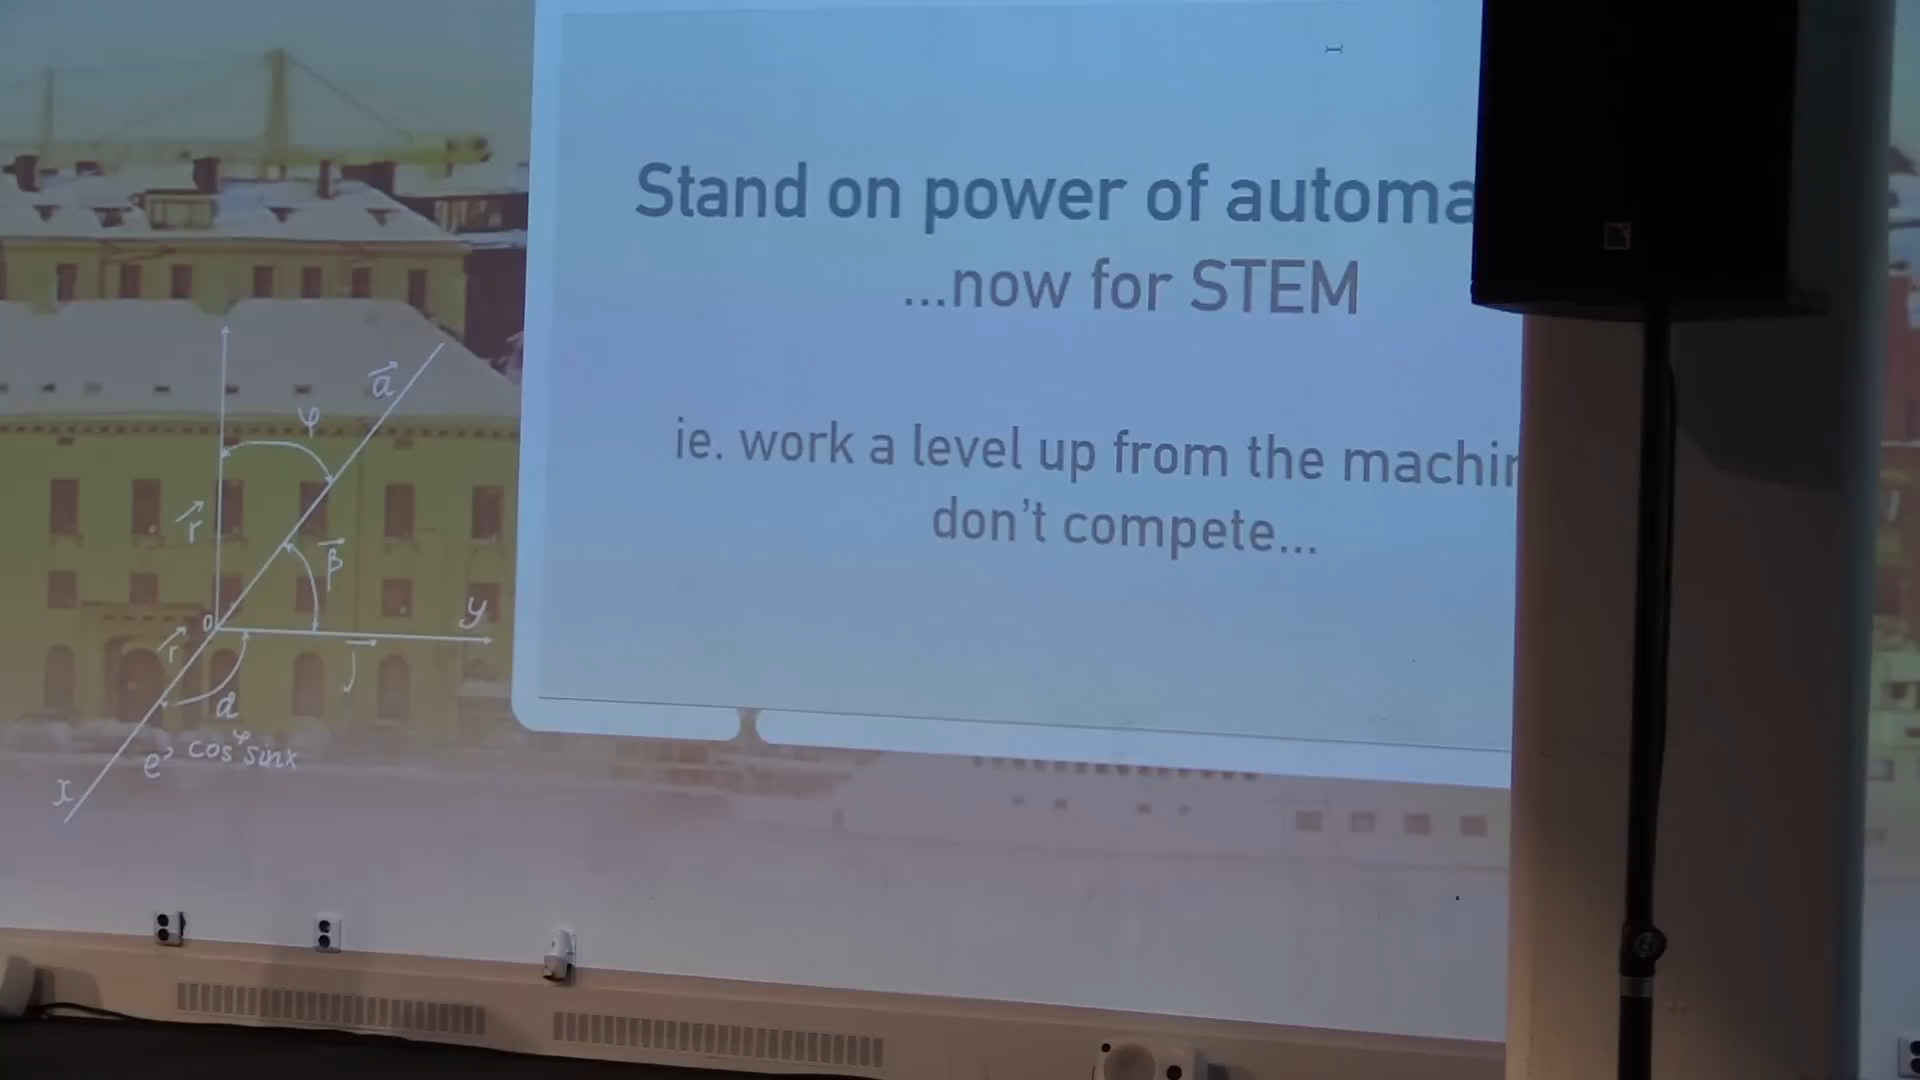 Stand on power of automa
...now for STEM
ie. work a level up from the machin
don't compete...
a
φ
r
β
0
y
r
j
d
e^φ cos^φ sinx
x